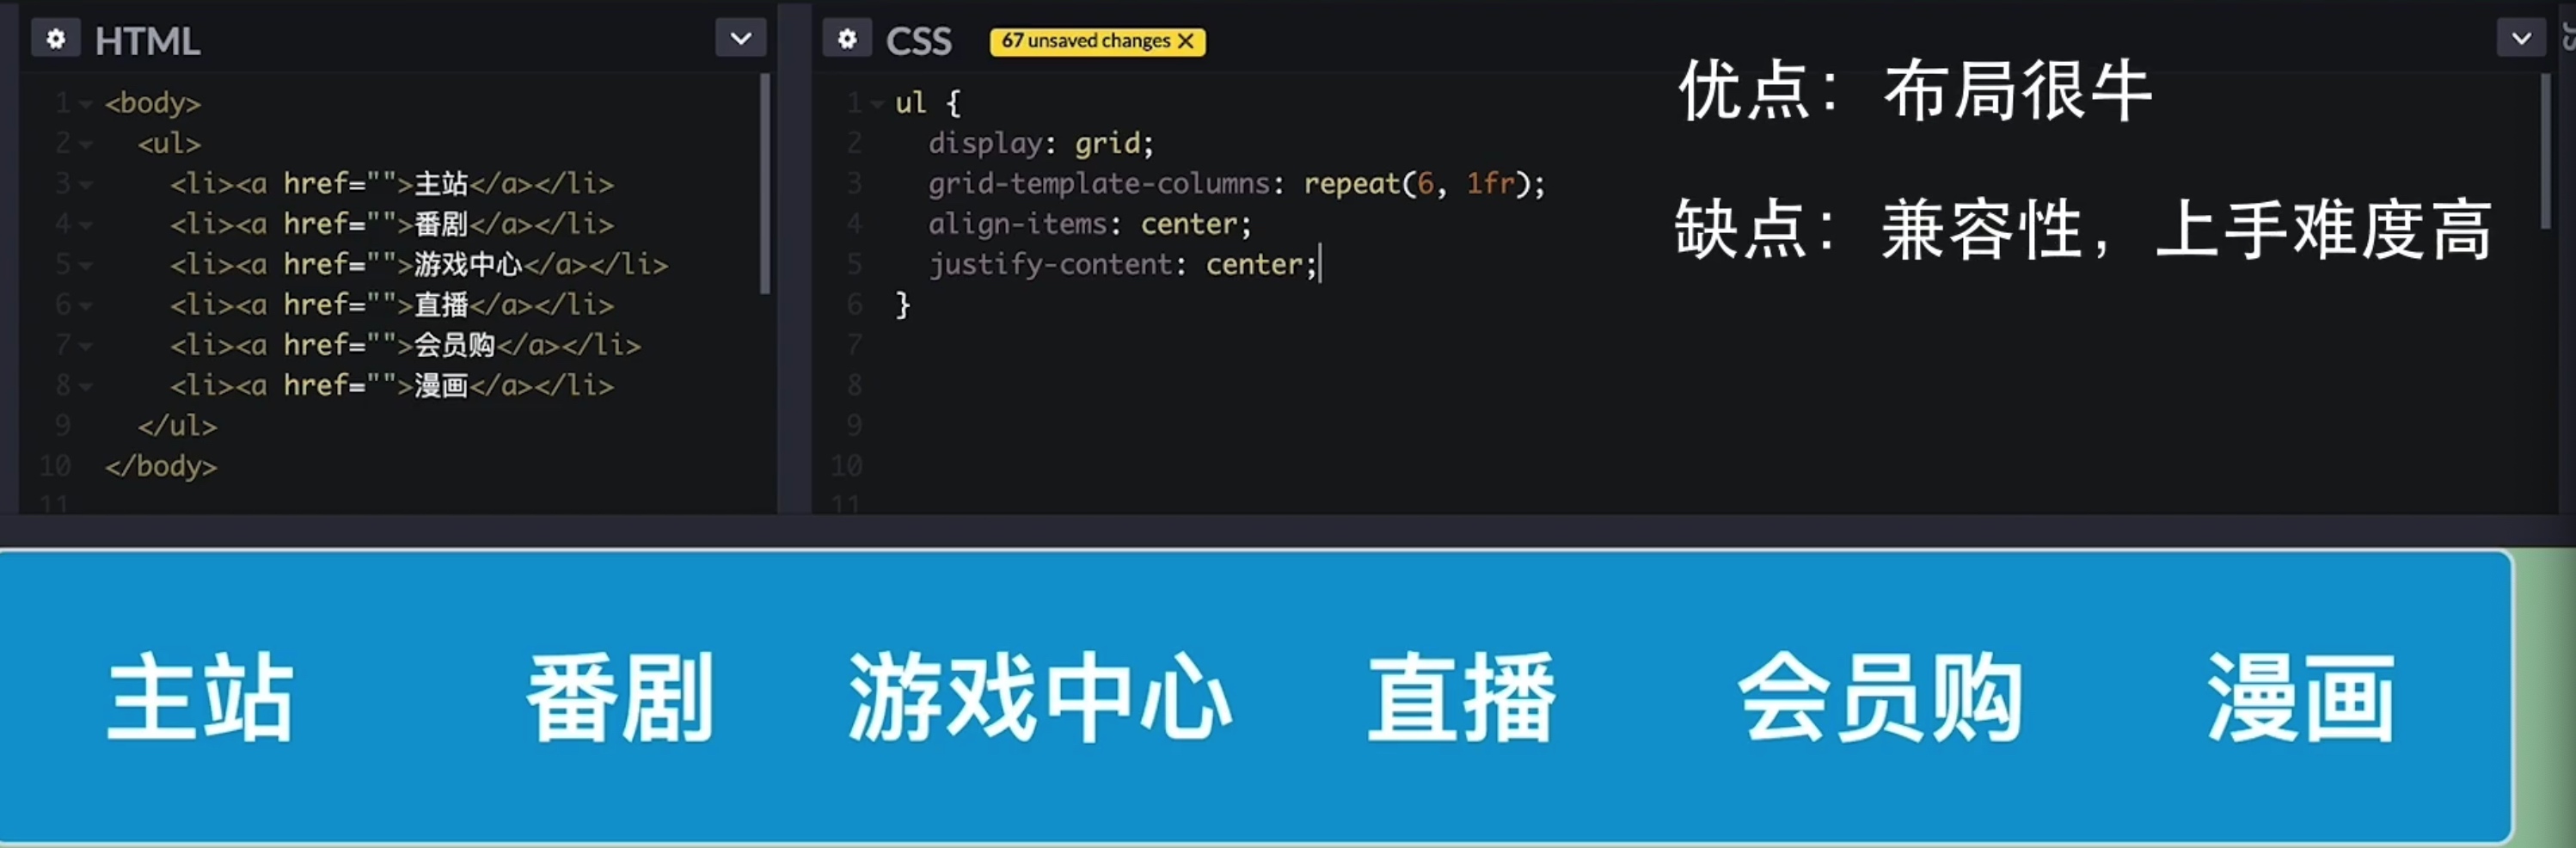 HTML
1 <body>
2 <ul>
3 <li><a href="">主站</a></li>
4 <li><a href="">番剧</a></li>
5 <li><a href="">游戏中心</a></li>
6 <li><a href="">直播</a></li>
7 <li><a href="">会员购</a></li>
8 <li><a href="">漫画</a></li>
9 </ul>
10 </body>
11
CSS 67 unsaved changes X
1 ul {
2 display: grid;
3 grid-template-columns: repeat(6, 1fr);
4 align-items: center;
5 justify-content: center;
6 }
7
8
9
10
11
优点：布局很牛
缺点：兼容性，上手难度高
主站 番剧 游戏中心 直播 会员购 漫画